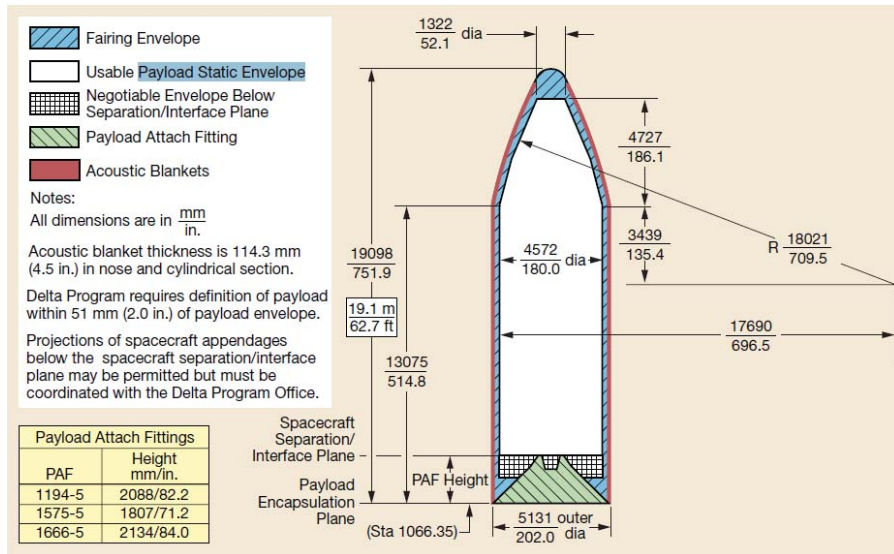 Fairing Envelope
Usable Payload Static Envelope
Negotiable Envelope Below
Separation/Interface Plane
Payload Attach Fitting
Acoustic Blankets
Notes:
All dimensions are in mm
in.
Acoustic blanket thickness is 114.3 mm
(4.5 in.) in nose and cylindrical section.
Delta Program requires definition of payload
within 51 mm (2.0 in.) of payload envelope.
Projections of spacecraft appendages
below the spacecraft separation/interface
plane may be permitted but must be
coordinated with the Delta Program Office.
Payload Attach Fittings
PAF
Height
mm/in.
1194-5 2088/82.2
1575-5 1807/71.2
1666-5 2134/84.0
1322
52.1
dia
4727
186.1
3439
135.4
R 18021
709.5
19098
751.9
19.1 m
62.7 ft
4572
180.0
dia
17690
696.5
13075
514.8
Spacecraft
Separation/
Interface Plane
PAF Height
Payload
Encapsulation
Plane
(Sta 1066.35)
5131 outer
202.0 dia